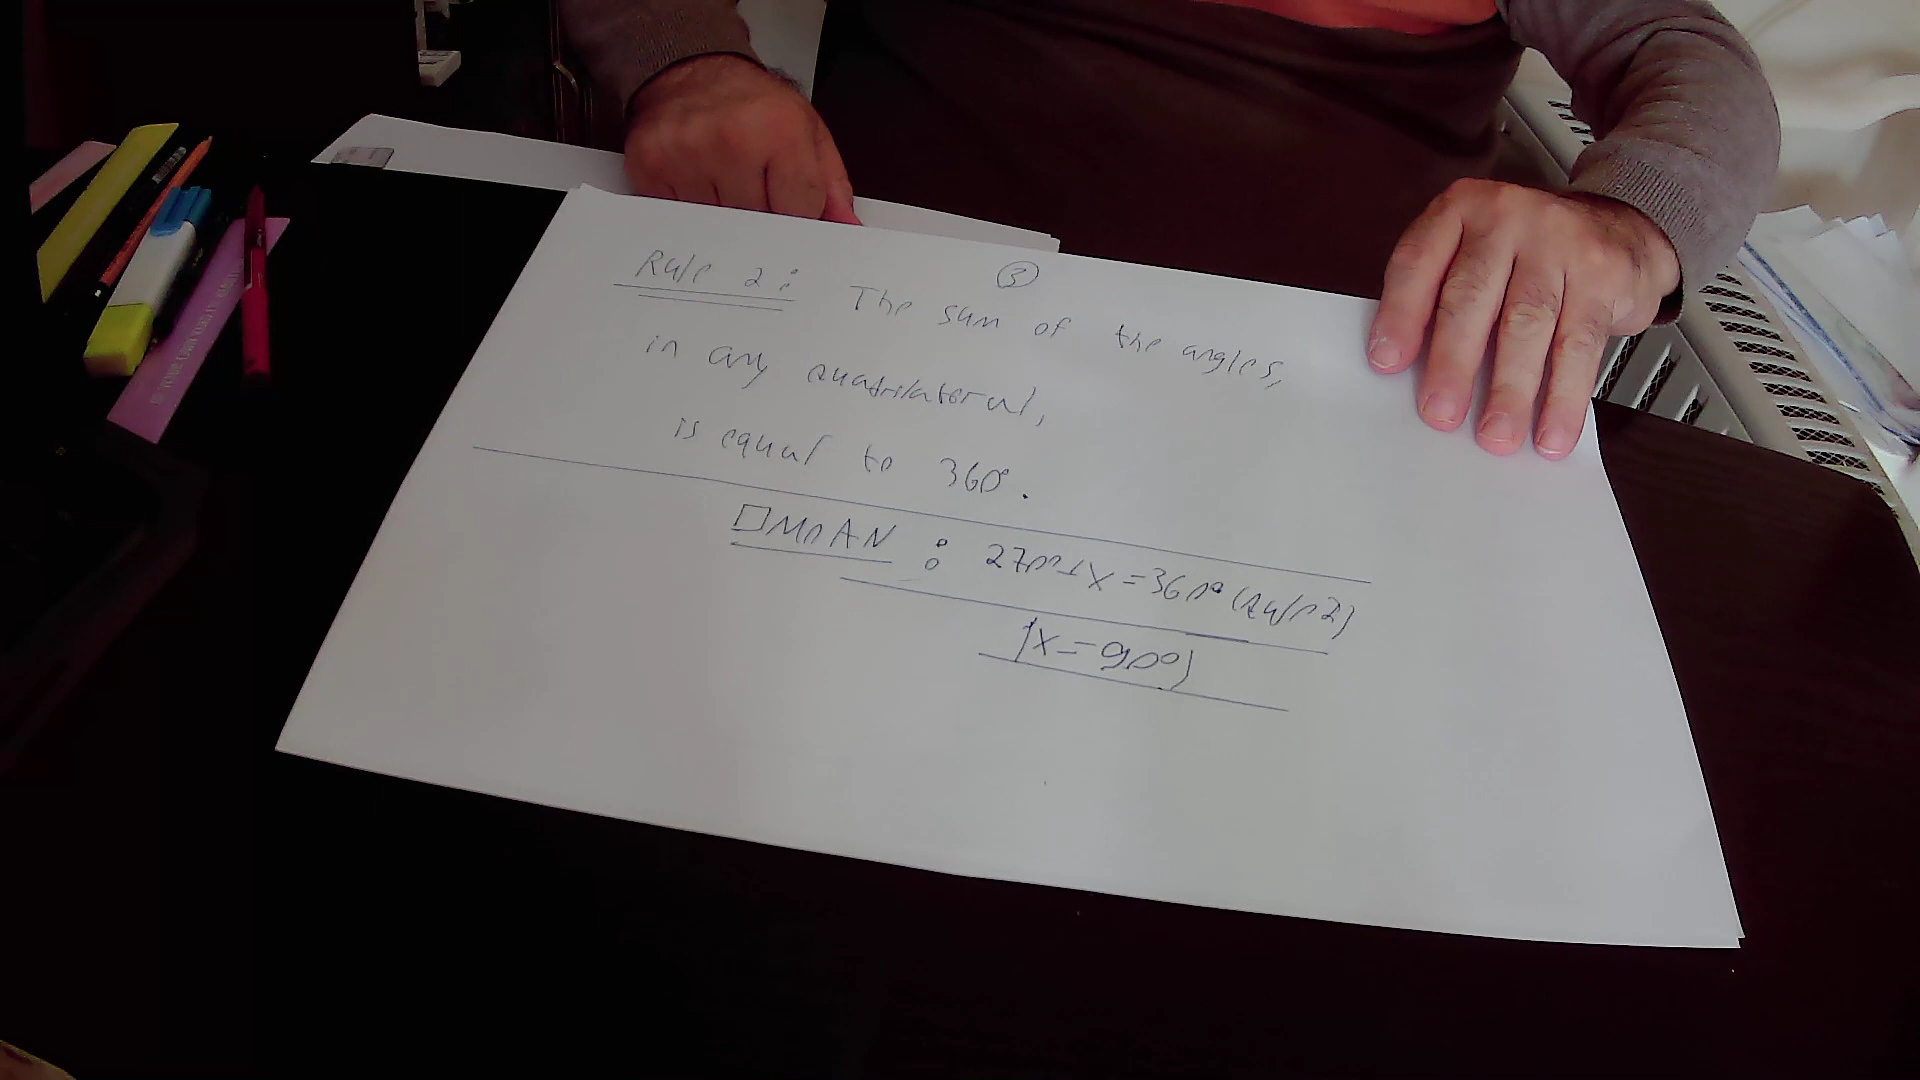 3
Rule 2: The sum of the angles,
in any quadrilateral,
is equal to 360°.
□MOAN : 270°+X=360° (Rule 2)
X=90°